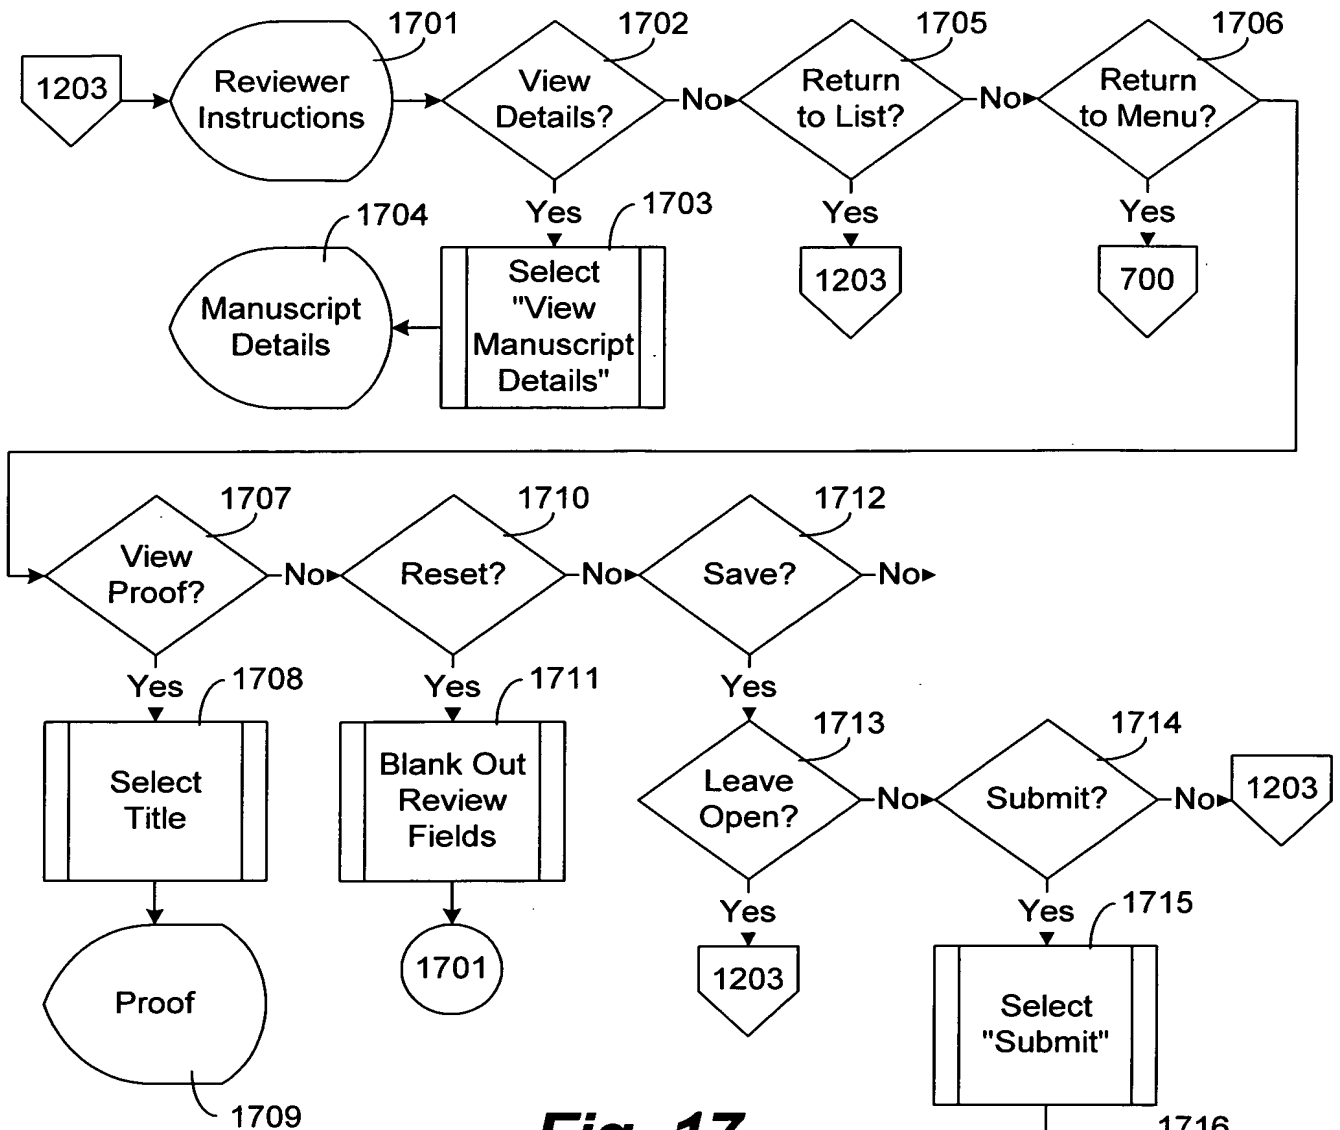 1701
1702
1705
1706
1203
Reviewer
Instructions
View
Details?
No
Return
to List?
No
Return
to Menu?
Yes
Yes
Yes
1704
1703
Manuscript
Details
Select
"View
Manuscript
Details"
1203
700
1707
1710
1712
View
Proof?
No
Reset?
No
Save?
No
Yes
Yes
Yes
1708
1711
1713
1714
Select
Title
Blank Out
Review
Fields
Leave
Open?
No
Submit?
No
1203
Yes
Yes
1715
Proof
1701
1203
Select
"Submit"
1709
Fig. 17
1716